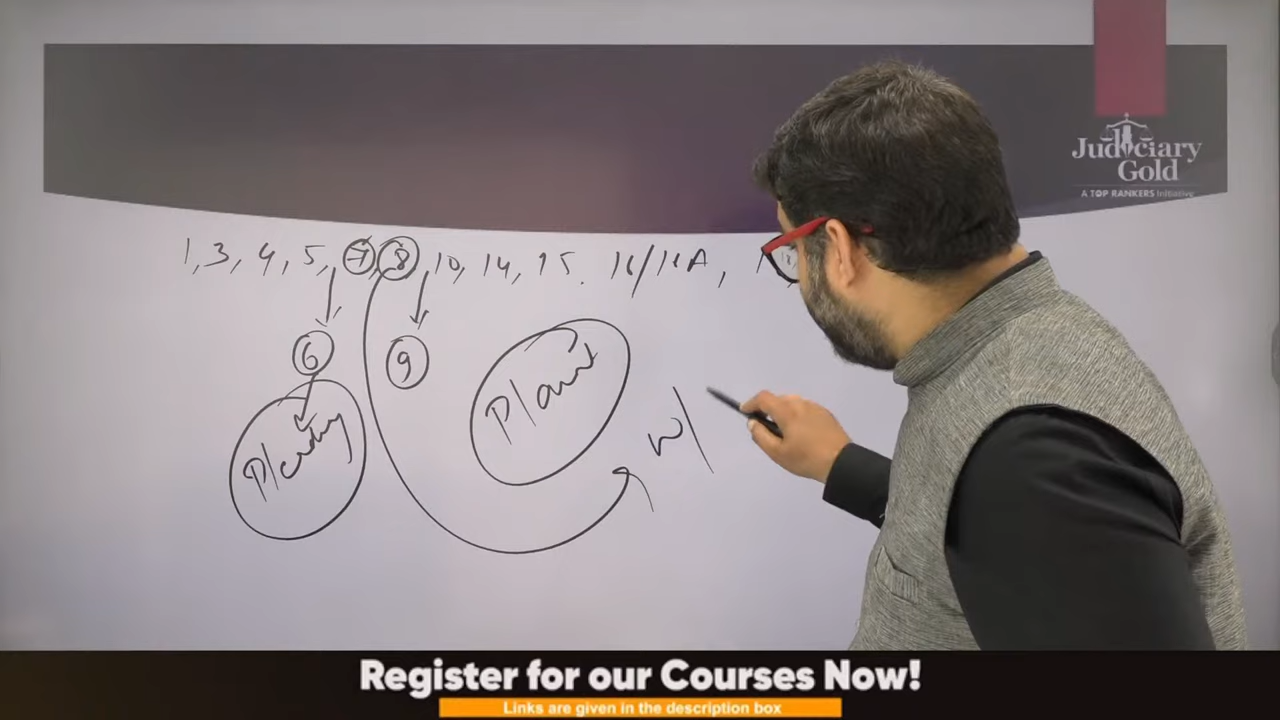 Judiciary
Gold
A TOP RANKERS Initiative
1, 3, 4, 5, 7, 8, 10, 14, 15. 16/16A, 1
6 9
Plaint
Pleading
w/
Register for our Courses Now!
Links are given in the description box